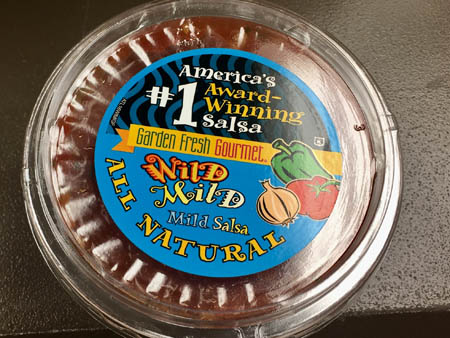 America's
#1 Award-
Winning
Salsa
Garden Fresh Gourmet
Wild
Mild
Mild Salsa
ALL NATURAL